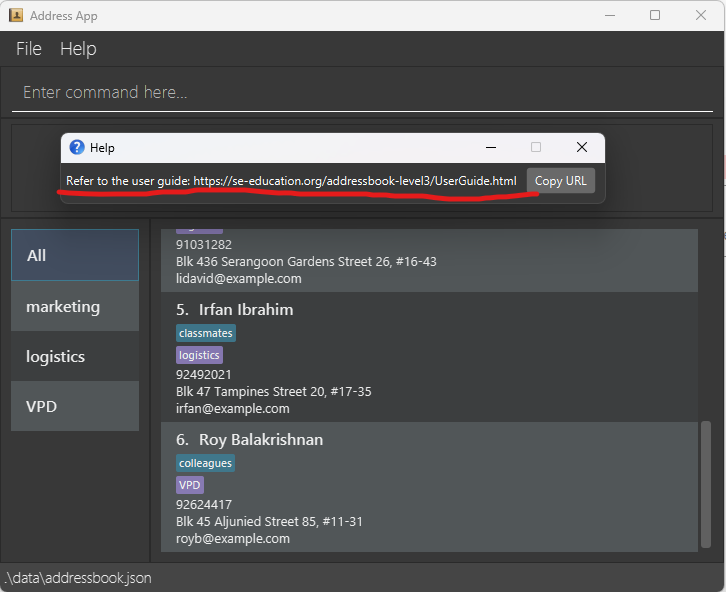 Address App
File Help
Enter command here...
Help
Refer to the user guide: https://se-education.org/addressbook-level3/UserGuide.html
Copy URL
All
marketing
logistics
VPD
91031282
Blk 436 Serangoon Gardens Street 26, #16-43
lidavid@example.com
5. Irfan Ibrahim
classmates
logistics
92492021
Blk 47 Tampines Street 20, #17-35
irfan@example.com
6. Roy Balakrishnan
colleagues
VPD
92624417
Blk 45 Aljunied Street 85, #11-31
royb@example.com
.\data\addressbook.json